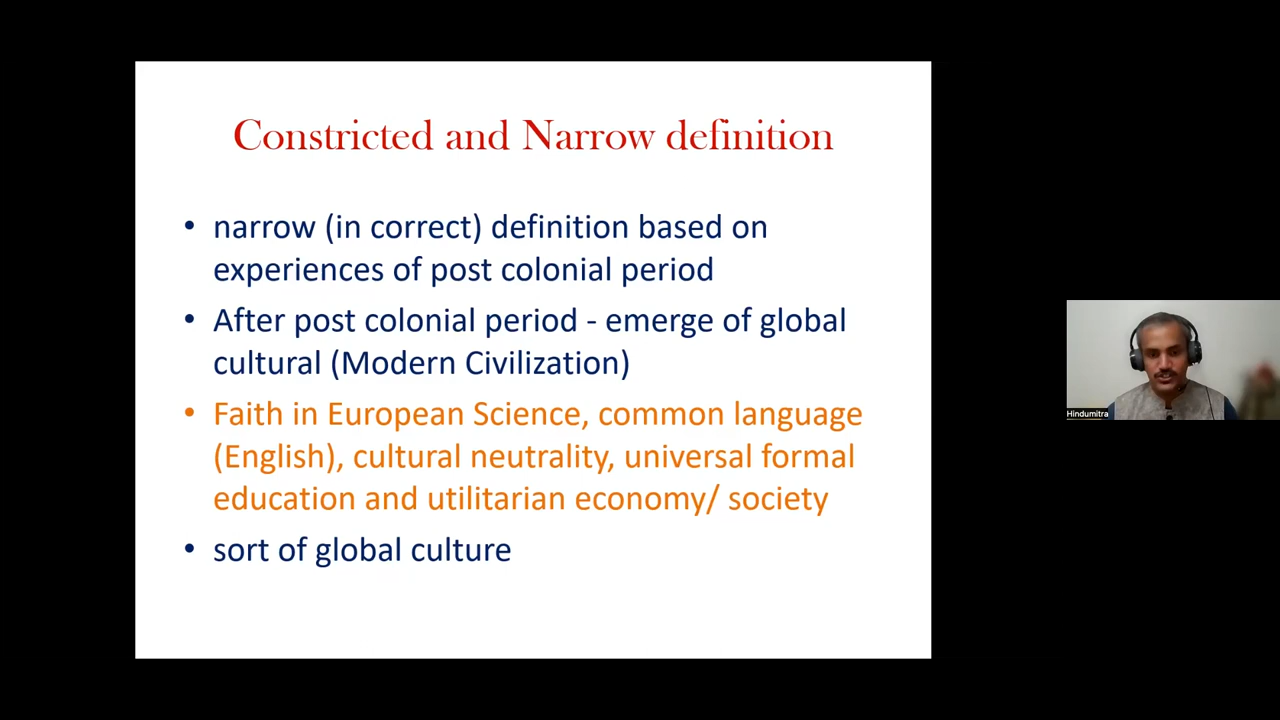 Constricted and Narrow definition
• narrow (in correct) definition based on
experiences of post colonial period
• After post colonial period - emerge of global
cultural (Modern Civilization)
• Faith in European Science, common language
(English), cultural neutrality, universal formal
education and utilitarian economy/ society
• sort of global culture
Hindumitra